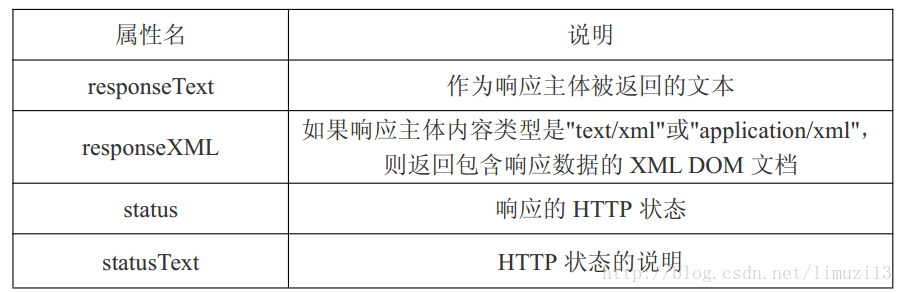 属性名 说明
responseText 作为响应主体被返回的文本
responseXML 如果响应主体内容类型是"text/xml"或"application/xml"，
则返回包含响应数据的 XML DOM 文档
status 响应的 HTTP 状态
statusText HTTP 状态的说明
http://blog.csdn.net/limuzi13